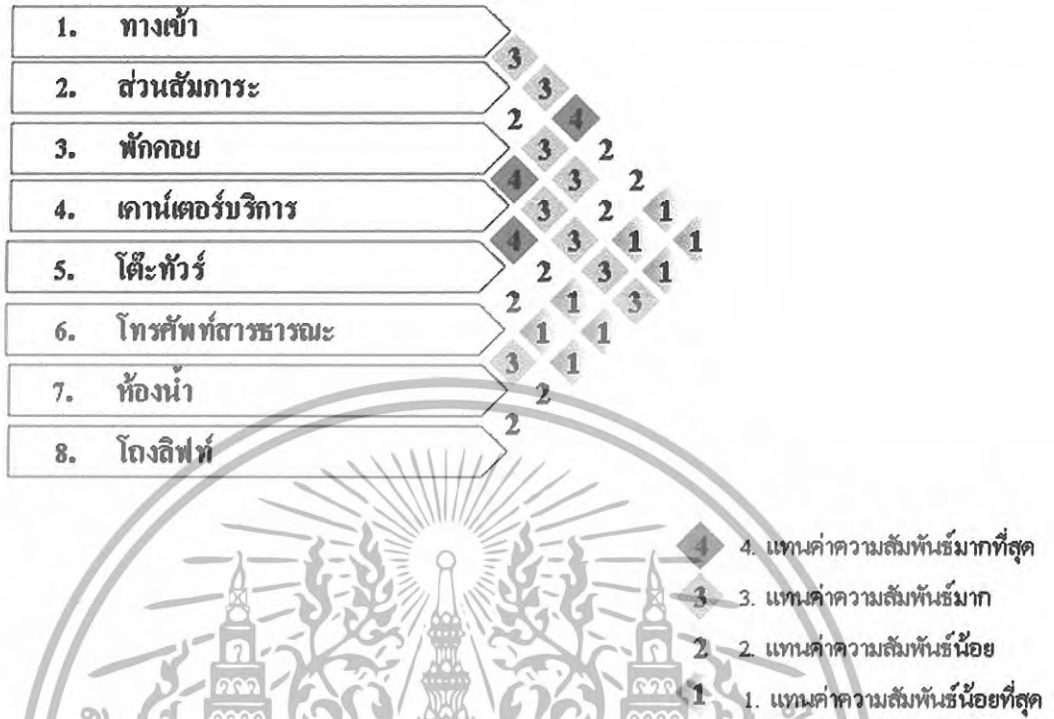 1. ทางเข้า
3
2. ส่วนสัมภาระ 3
2 4
3. พักคอย 3 2
4 3 2
4. เคาน์เตอร์บริการ 3 2 1
4 3 1 1
5. โต๊ะทัวร์ 2 3 1
2 1 3
6. โทรศัพท์สารธารณะ 1 1
3 1
7. ห้องน้ำ 2
2
8. โถงลิฟท์
4 4. แทนค่าความสัมพันธ์มากที่สุด
3 3. แทนค่าความสัมพันธ์มาก
2 2. แทนค่าความสัมพันธ์น้อย
1 1. แทนค่าความสัมพันธ์น้อยที่สุด